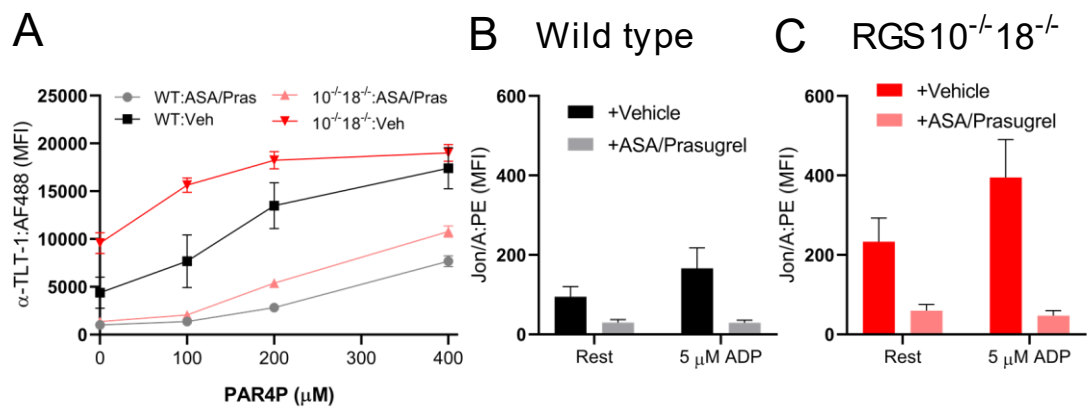 A
α-TLT-1:AF488 (MFI)
25000
20000
15000
10000
5000
0
WT:ASA/Pras
WT:Veh
10⁻/⁻18⁻/⁻:ASA/Pras
10⁻/⁻18⁻/⁻:Veh
0 100 200 300 400
PAR4P (μM)
B Wild type
Jon/A:PE (MFI)
600
400
200
0
+Vehicle
+ASA/Prasugrel
Rest 5 μM ADP
C RGS10⁻/⁻18⁻/⁻
Jon/A:PE (MFI)
600
400
200
0
+Vehicle
+ASA/Prasugrel
Rest 5 μM ADP